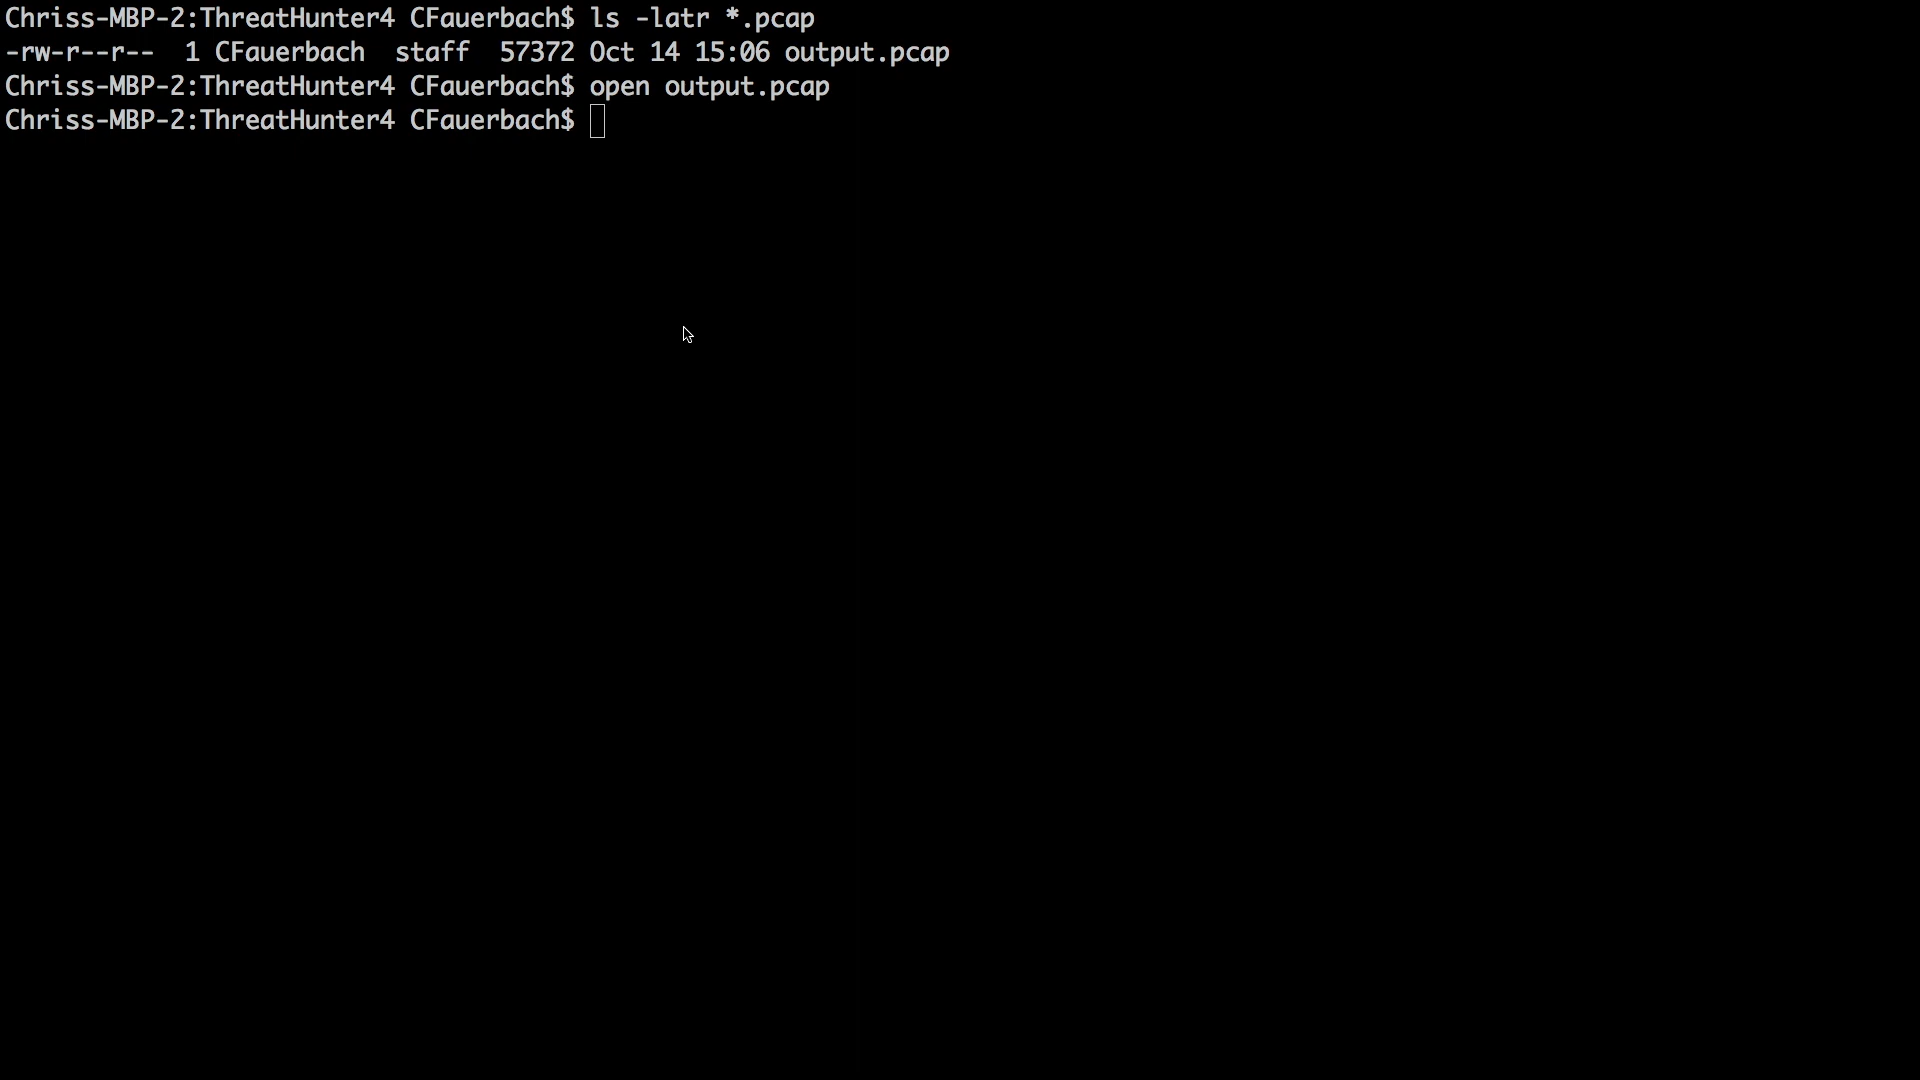 Chriss-MBP-2:ThreatHunter4 CFauerbach$ ls -latr *.pcap
-rw-r--r--  1 CFauerbach  staff  57372 Oct 14 15:06 output.pcap
Chriss-MBP-2:ThreatHunter4 CFauerbach$ open output.pcap
Chriss-MBP-2:ThreatHunter4 CFauerbach$